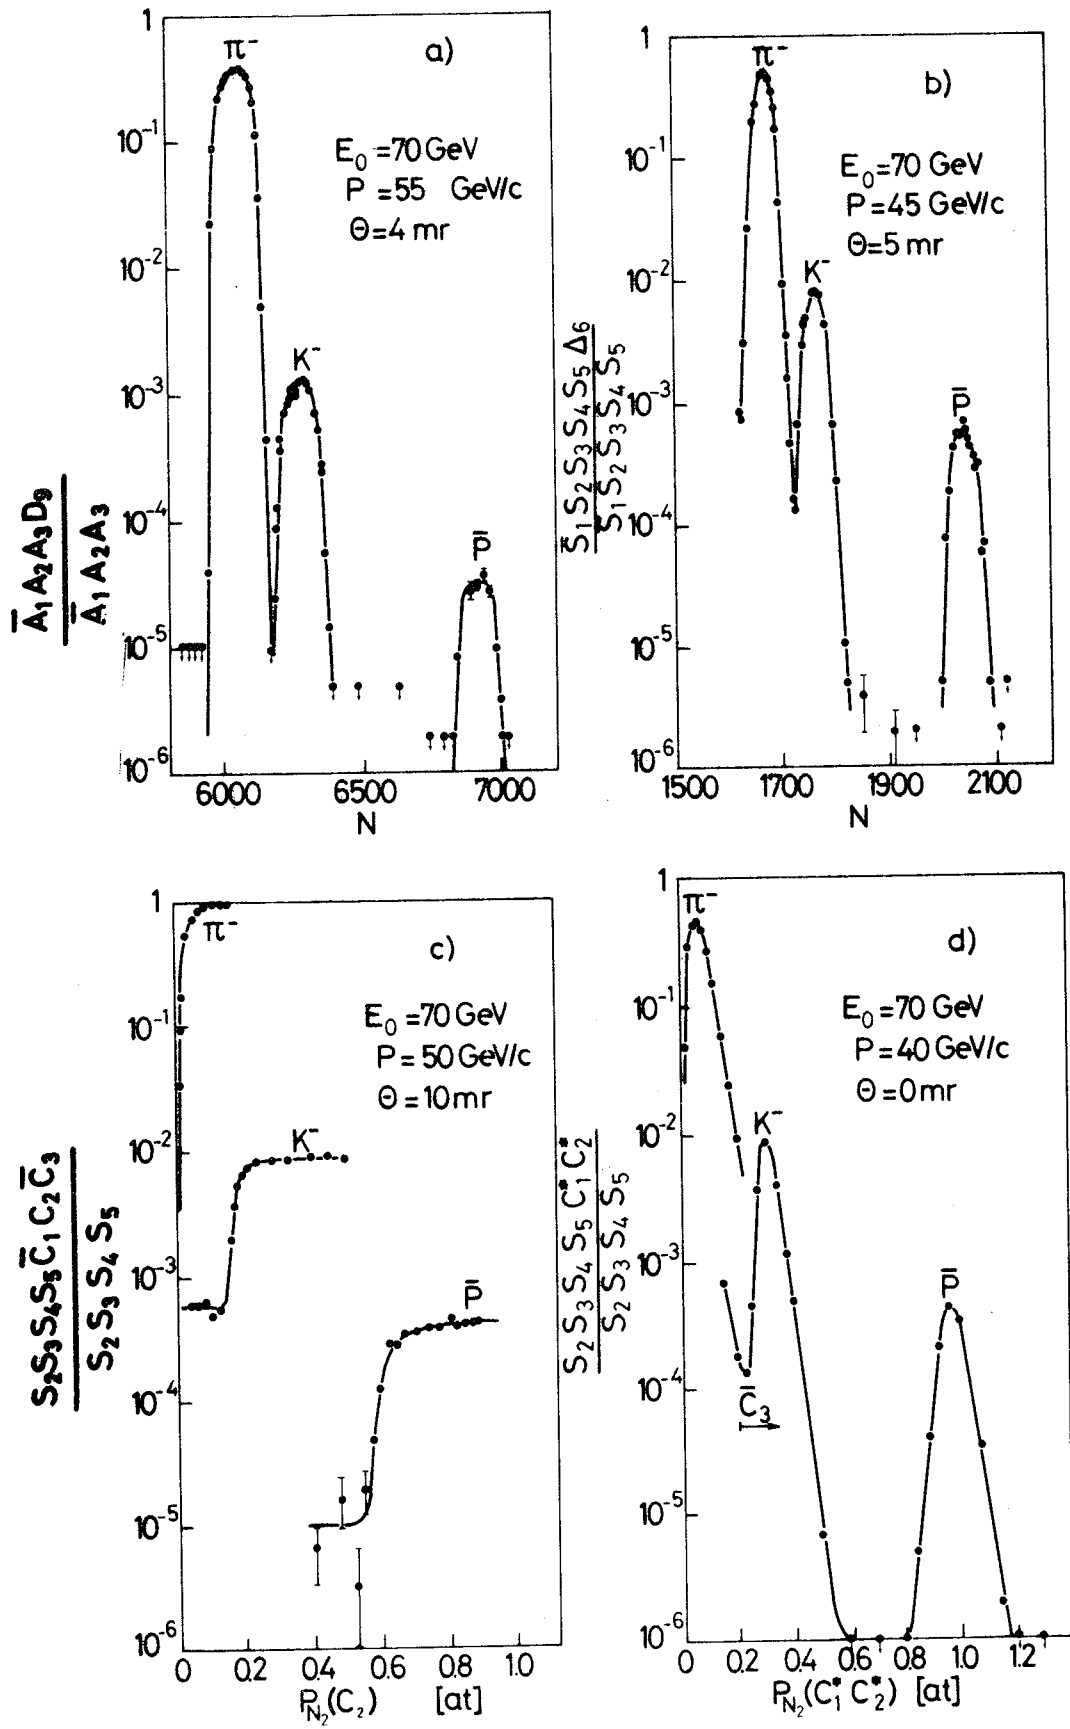 a)
π⁻
E₀ =70 GeV
P =55 GeV/c
Θ=4 mr
K⁻
p̄
1
10⁻¹
10⁻²
10⁻³
10⁻⁴
10⁻⁵
10⁻⁶
6000 6500 7000
N
Ā₁A₂A₃D₉
Ā₁A₂A₃
b)
π⁻
E₀ =70 GeV
P =45 GeV/c
Θ=5 mr
K⁻
p̄
1
10⁻¹
10⁻²
10⁻³
10⁻⁴
10⁻⁵
10⁻⁶
1500 1700 1900 2100
N
S̄₁S₂S₃S₄S₅Δ₆
S̄₁S₂S₃S₄S₅
c)
π⁻
E₀ =70 GeV
P =50 GeV/c
Θ =10 mr
K⁻
p̄
1
10⁻¹
10⁻²
10⁻³
10⁻⁴
10⁻⁵
10⁻⁶
0 0.4 0.6 0.8 1.0
P_N₂(C₂) [at]
S₂S₃S₄S₅C̄₁C₂C̄₃
S₂S₃S₄S₅
d)
π⁻
E₀ =70 GeV
P =40 GeV/c
Θ =0 mr
K⁻
p̄
C̄₃
1
10⁻¹
10⁻²
10⁻³
10⁻⁴
10⁻⁵
10⁻⁶
0 0.2 0.4 0.6 0.8 1.0 1.2
P_N₂(C₁* C₂*) [at]
S₂S₃S₄S₅C₁*C₂*
S₂S₃S₄S₅